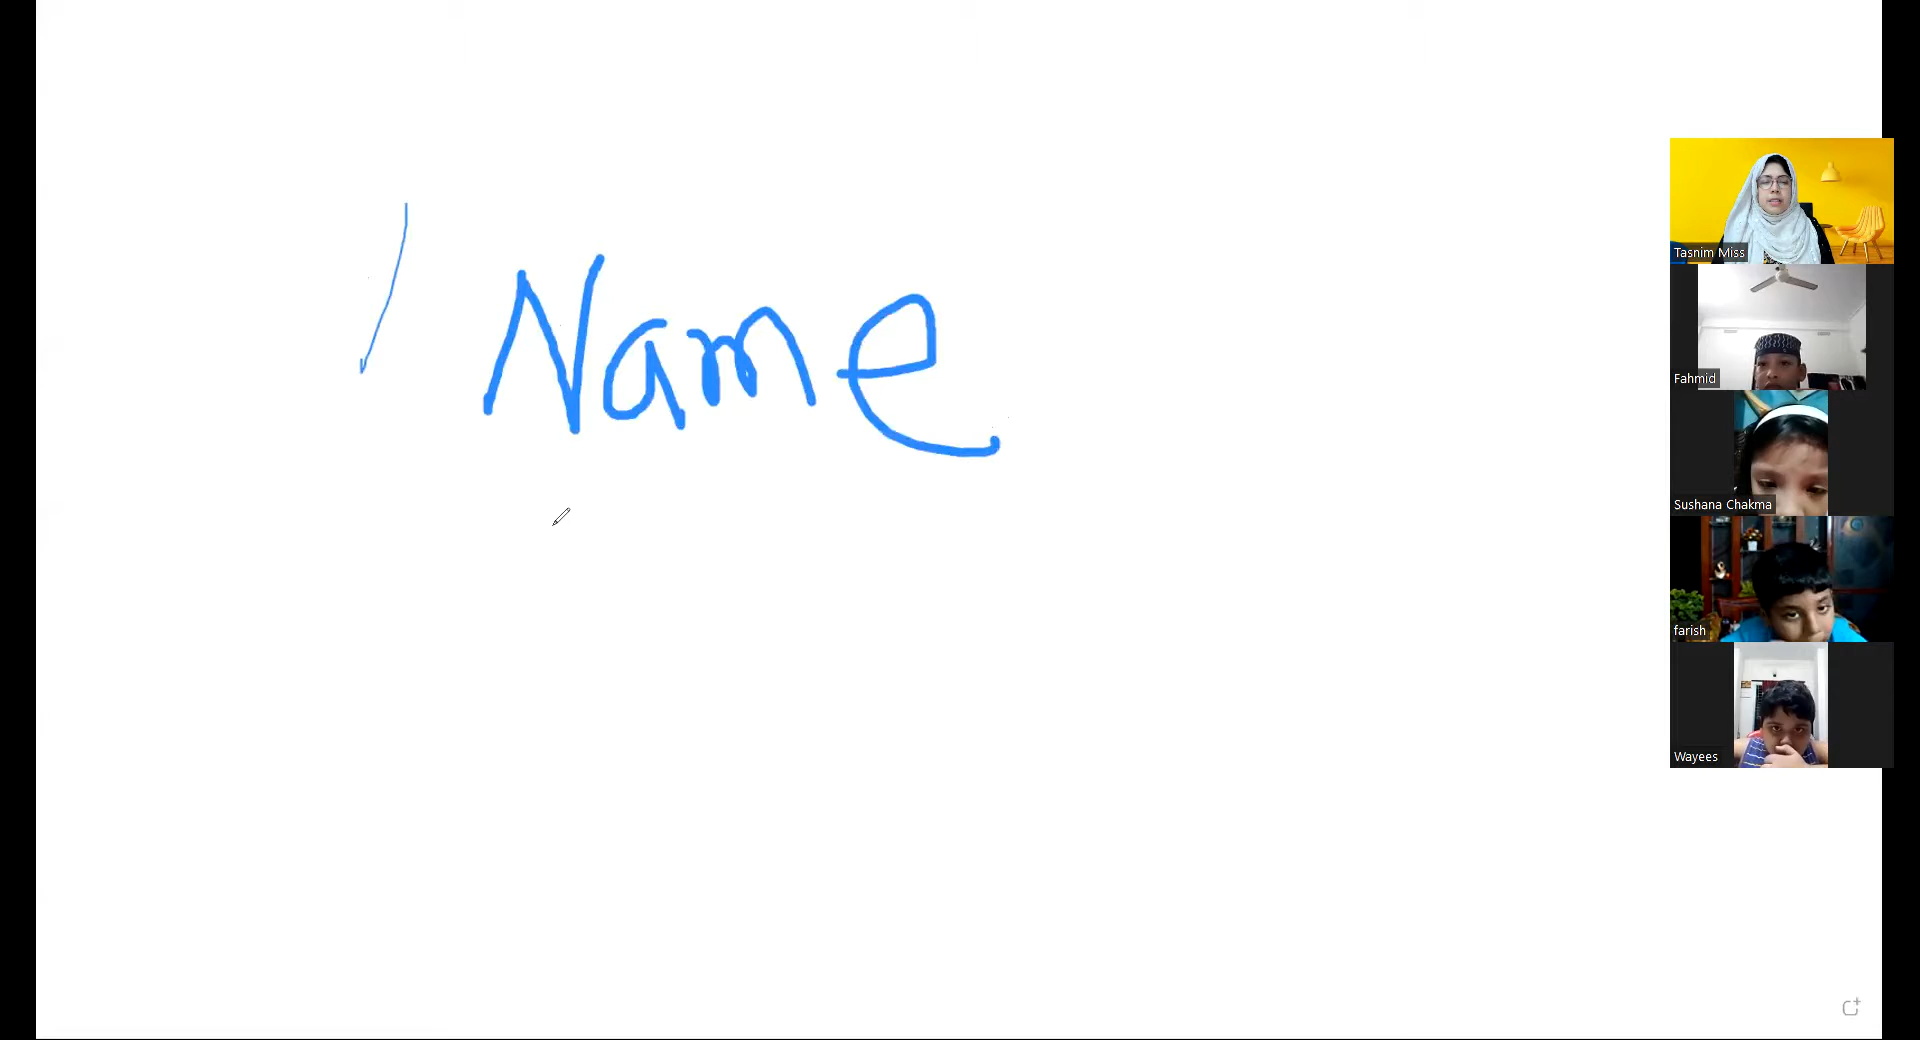 Name
Tasnim Miss
Fahmid
Sushana Chakma
farish
Wayees